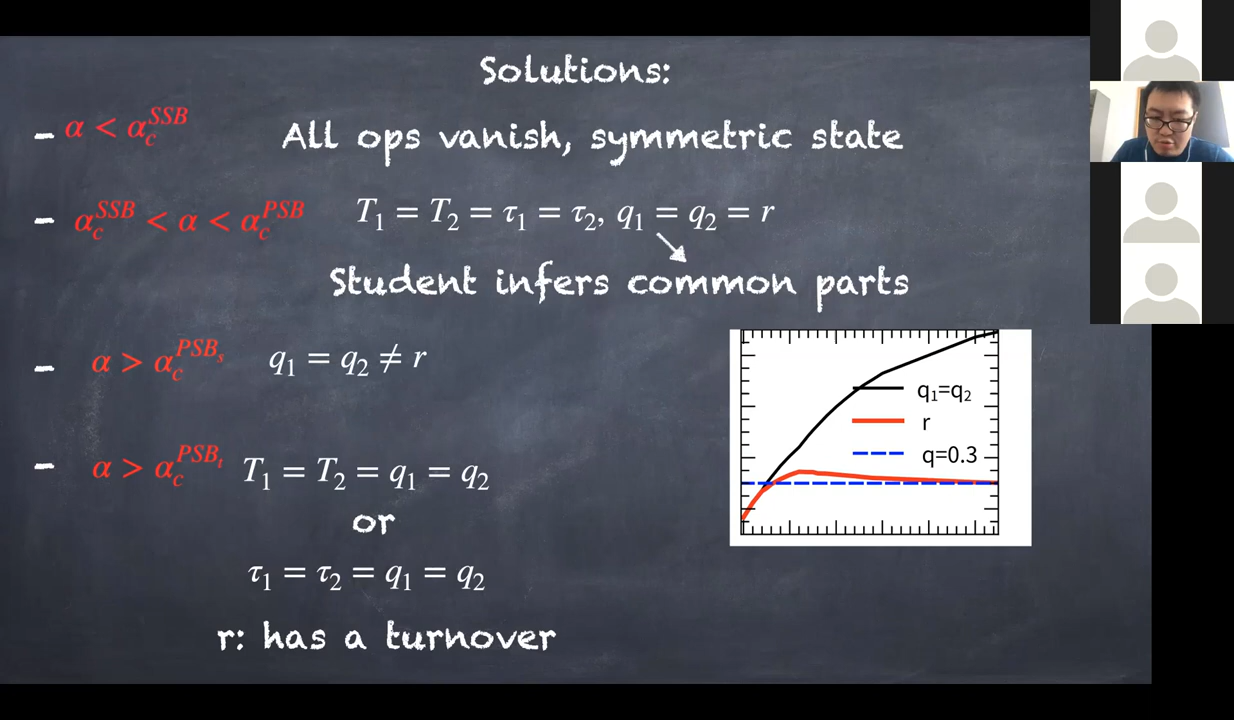 Solutions:
- α < α_c^{SSB} All ops vanish, symmetric state
- α_c^{SSB} < α < α_c^{PSB} T₁ = T₂ = τ₁ = τ₂, q₁ = q₂ = r
Student infers common parts
- α > α_c^{PSB_s} q₁ = q₂ ≠ r
q₁=q₂
r
q=0.3
- α > α_c^{PSB_t} T₁ = T₂ = q₁ = q₂
or
τ₁ = τ₂ = q₁ = q₂
r: has a turnover